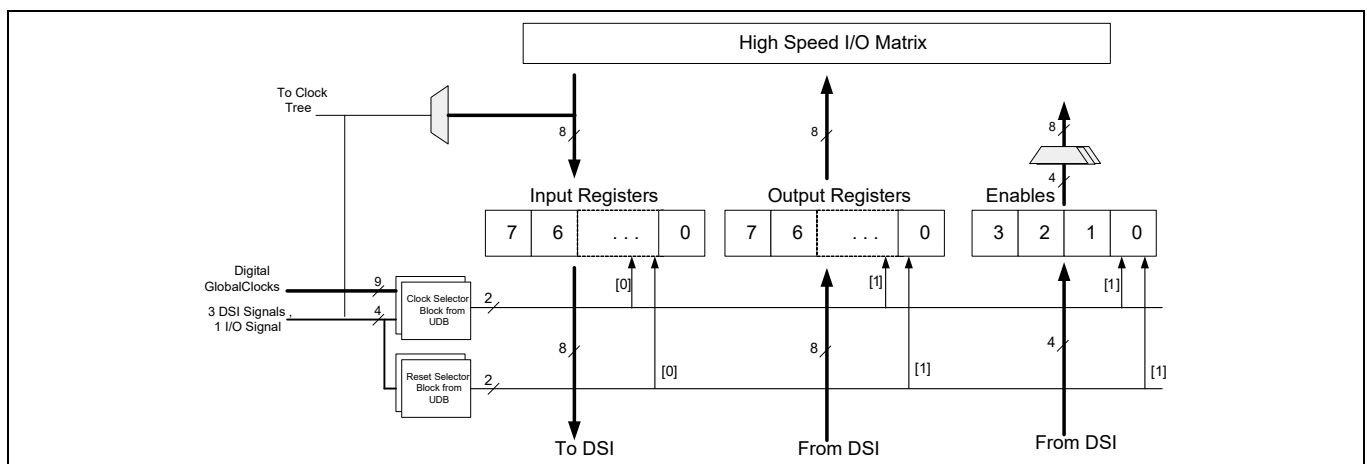 High Speed I/O Matrix
To Clock
Tree
8
8
8
4
Input Registers
Output Registers
Enables
7 6 . . . 0
7 6 . . . 0
3 2 1 0
Digital
GlobalClocks
9
3 DSI Signals ,
1 I/O Signal
4
Clock Selector
Block from
UDB
2
[0]
[1]
[1]
8
8
4
Reset Selector
Block from
UDB
2
[0]
[1]
[1]
To DSI
From DSI
From DSI